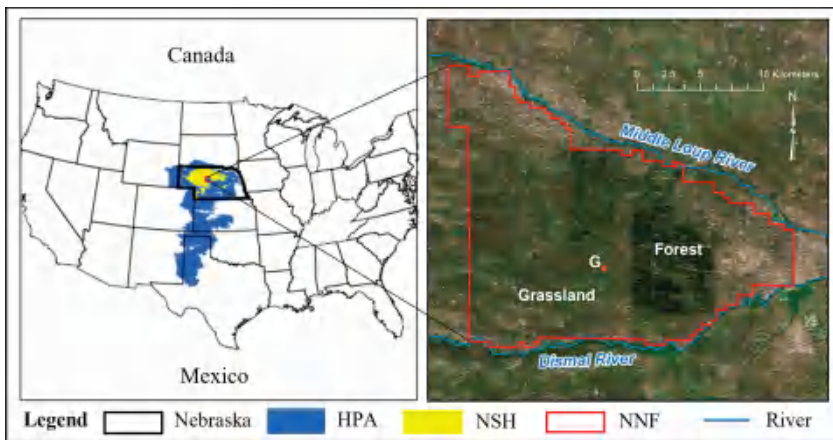 Canada
Mexico
0 2.5 5 10 Kilometers
N
Middle Loup River
Forest
G
Grassland
Dismal River
Legend Nebraska HPA NSH NNF River